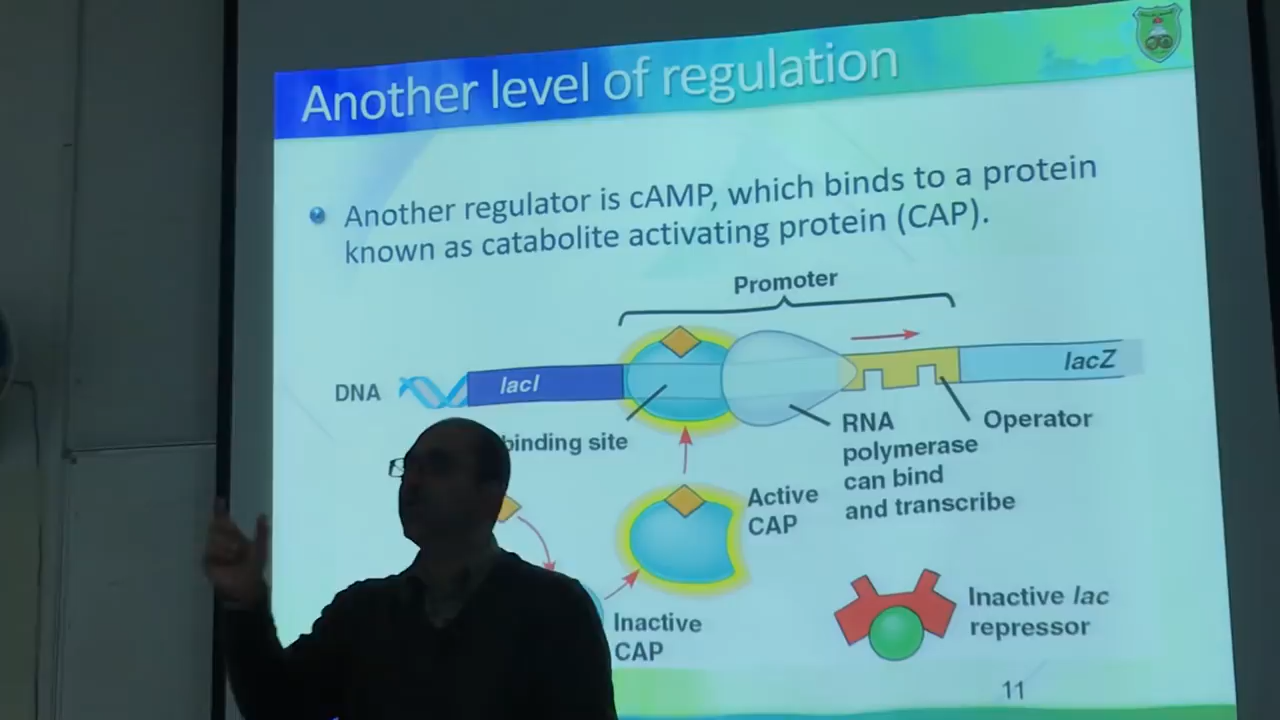 Another level of regulation
Another regulator is cAMP, which binds to a protein
known as catabolite activating protein (CAP).
Promoter
DNA
lacI
lacZ
binding site
RNA
polymerase
can bind
and transcribe
Operator
Active
CAP
Inactive
CAP
Inactive lac
repressor
11